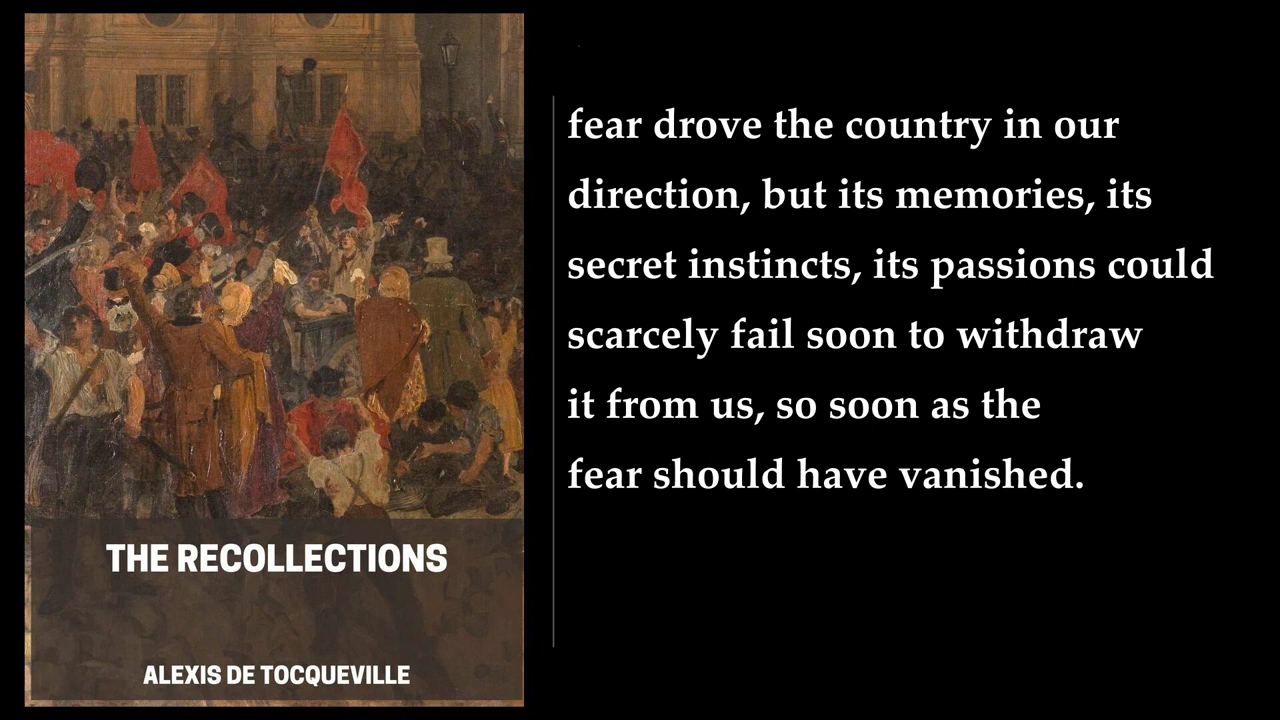 THE RECOLLECTIONS
ALEXIS DE TOCQUEVILLE
fear drove the country in our
direction, but its memories, its
secret instincts, its passions could
scarcely fail soon to withdraw
it from us, so soon as the
fear should have vanished.